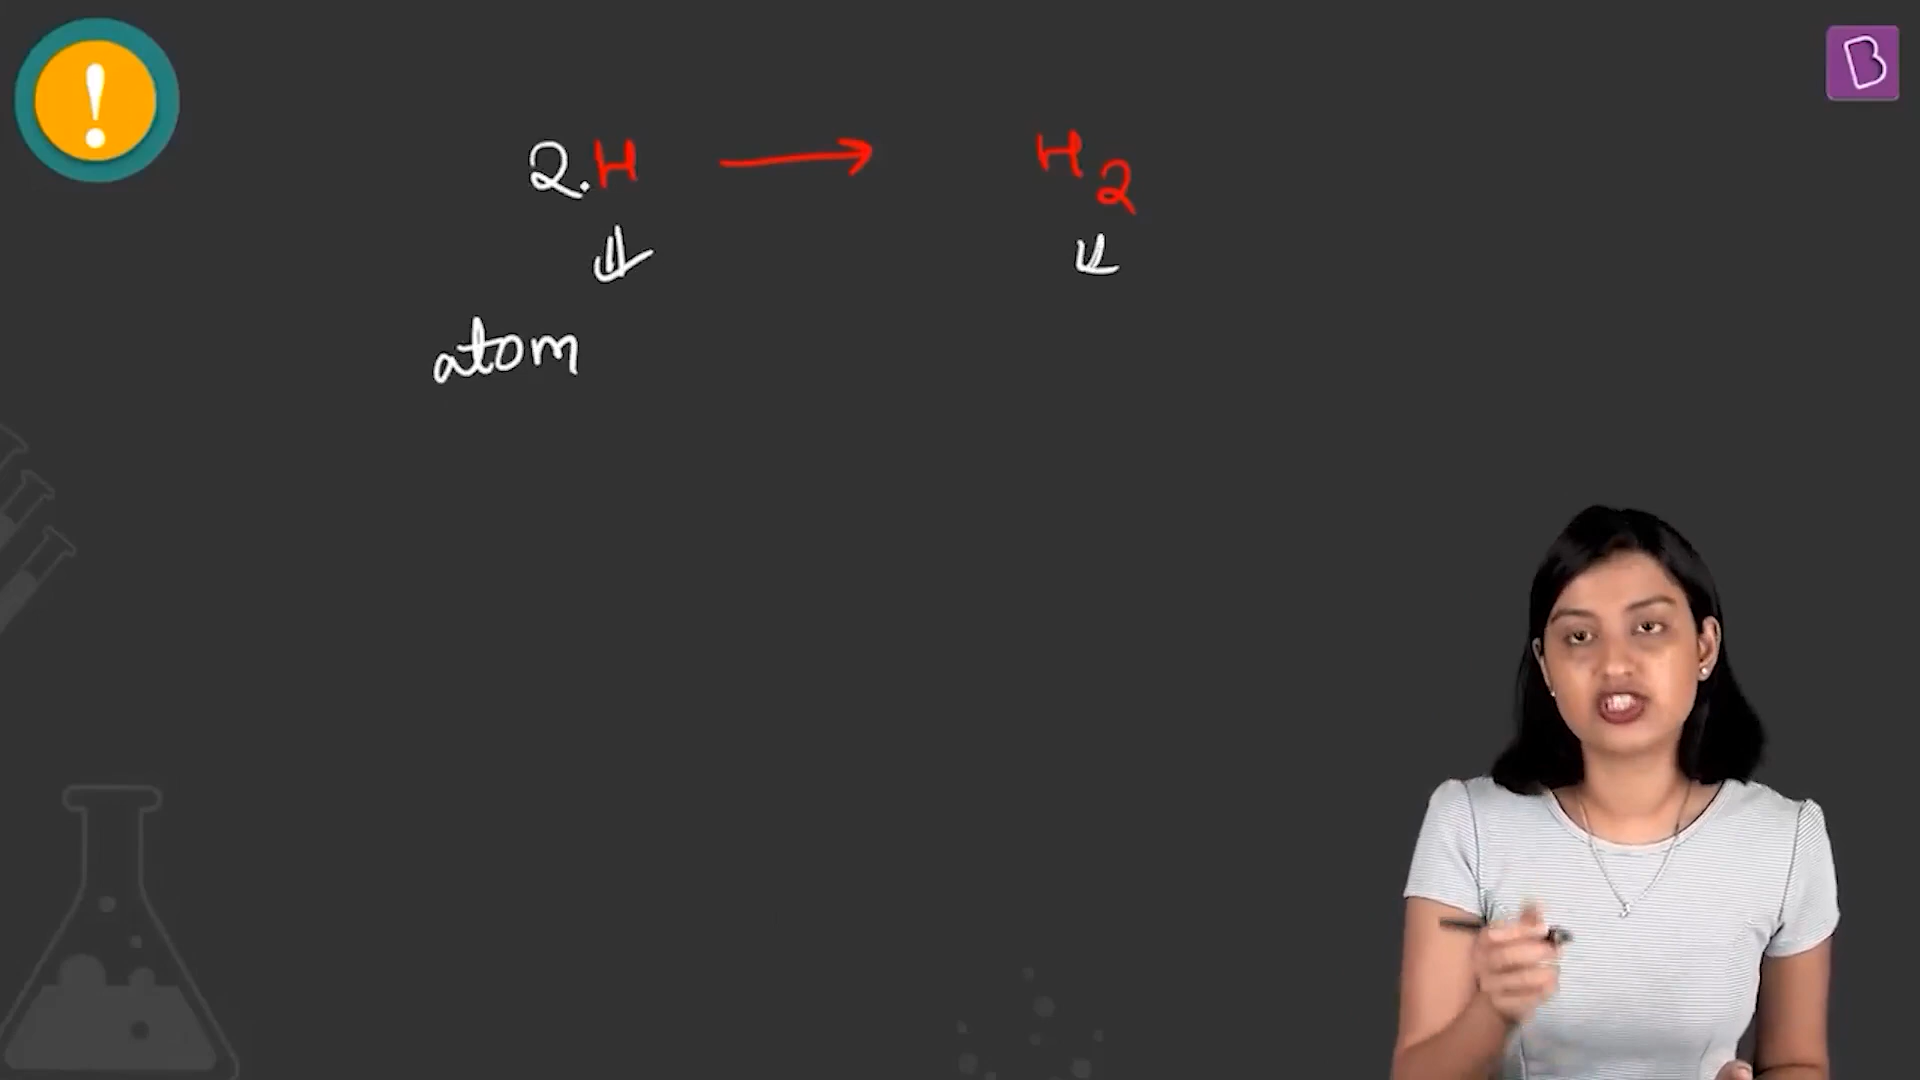 !
B
2.H → H₂
⇓ ⇓
atom